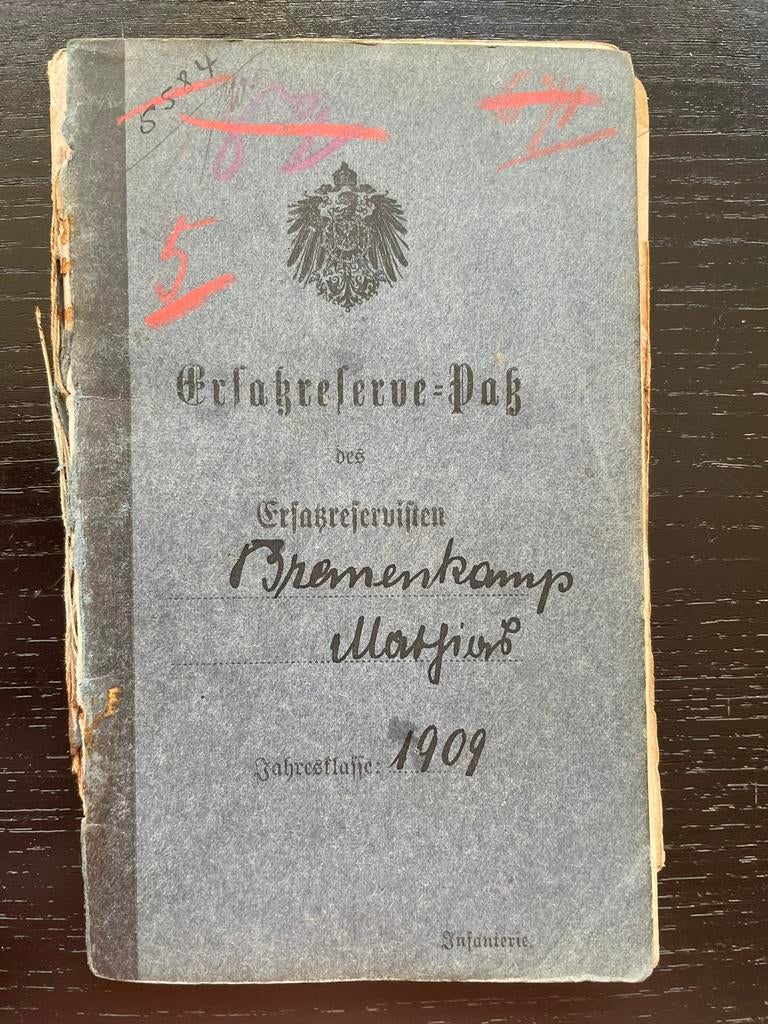 5584
5
Ersatzreserve=Paß
des
Ersatzreservisten
Bremenkamp
Mathias
Jahresklasse: 1909
Infanterie.